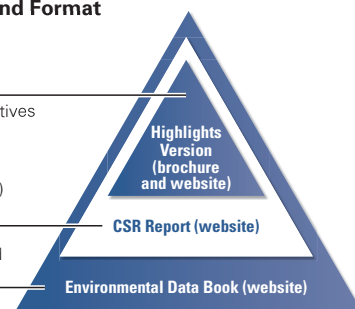 nd Format
tives
Highlights
Version
(brochure
and website)
)
CSR Report (website)
Environmental Data Book (website)